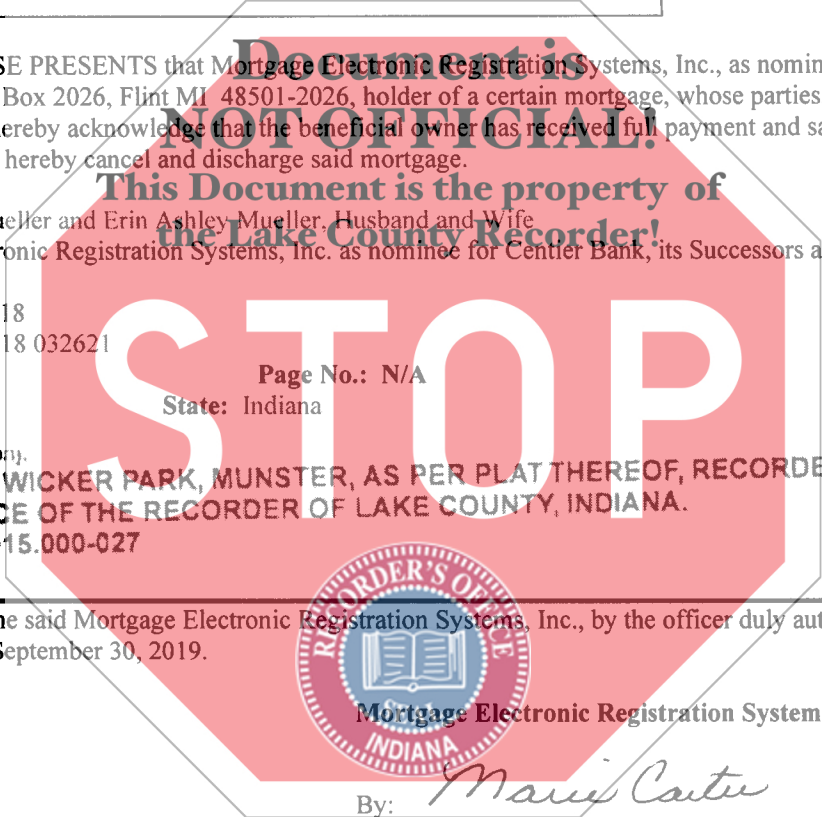 Document is
SE PRESENTS that Mortgage Electronic Registration Systems, Inc., as nomin
Box 2026, Flint MI 48501-2026, holder of a certain mortgage, whose parties
NOT OFFICIAL!
ereby acknowledge that the beneficial owner has received full payment and sa
hereby cancel and discharge said mortgage.
This Document is the property of
eller and Erin Ashley Mueller, Husband and Wife
the Lake County Recorder!
ronic Registration Systems, Inc. as nominee for Centier Bank, its Successors a
18
18 032621
Page No.: N/A
State: Indiana
STOP
WICKER PARK, MUNSTER, AS PER PLAT THEREOF, RECORDE
CE OF THE RECORDER OF LAKE COUNTY, INDIANA.
15.000-027
RECORDER'S OFFICE
he said Mortgage Electronic Registration Systems, Inc., by the officer duly aut
September 30, 2019.
Seal
Mortgage Electronic Registration System
INDIANA
By: Marie Carter